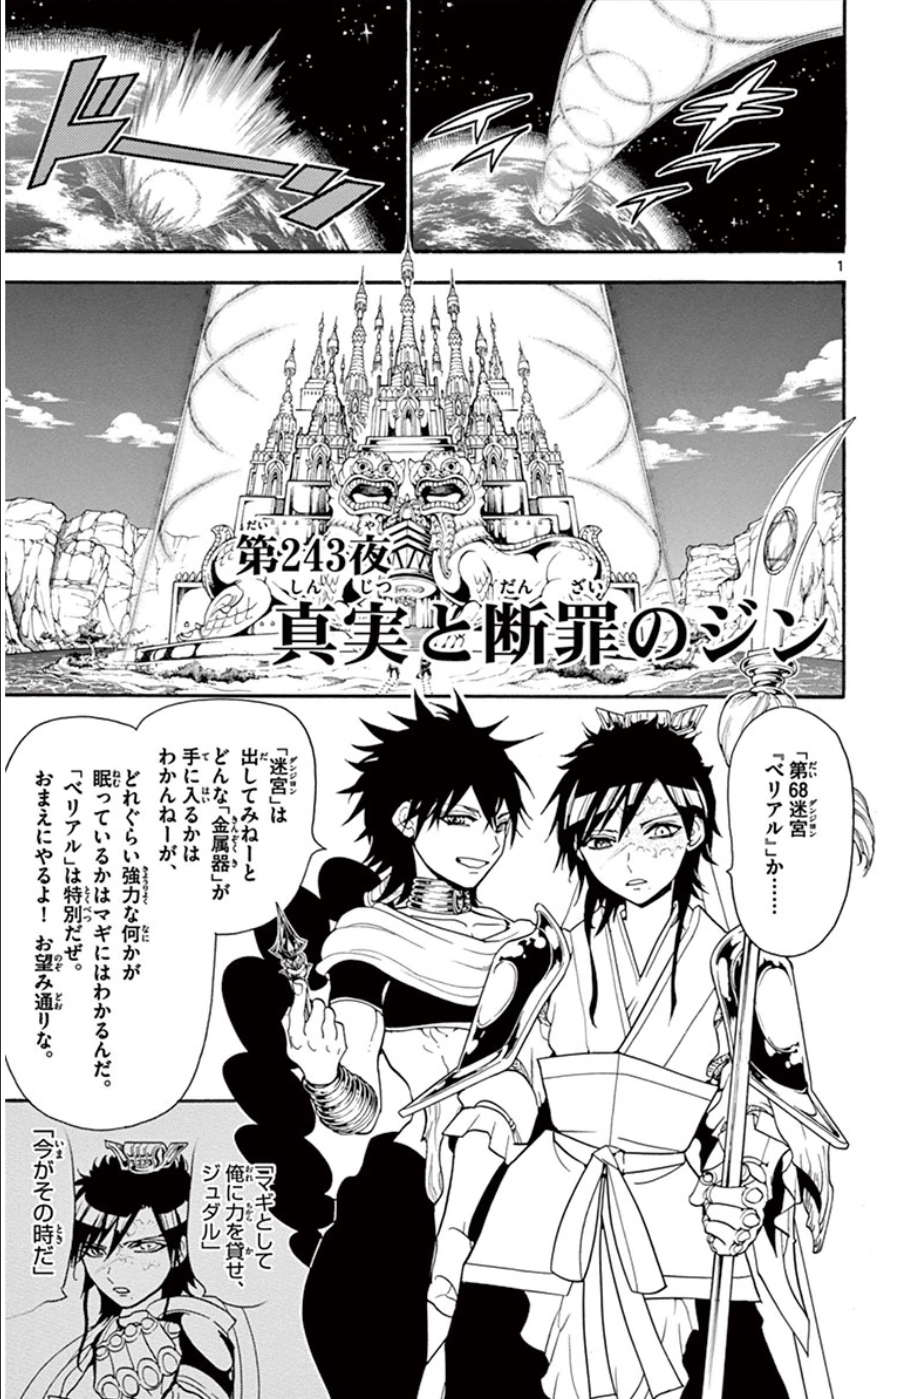 1
ドーーーッ
第243夜
真実と断罪のジン
「第68迷宮
『ベリアル』か……
「迷宮」は
出してみねーと
どんな「金属器」が
手に入るかは
わかんねーが、
どれぐらい強力な何かが
眠っているかはマギにはわかるんだ。
「ベリアル」は特別だぜ。
おまえにやるよ！ お望み通りな。
「マギとして
俺に力を貸せ、
ジュダル」
「今がその時だ」